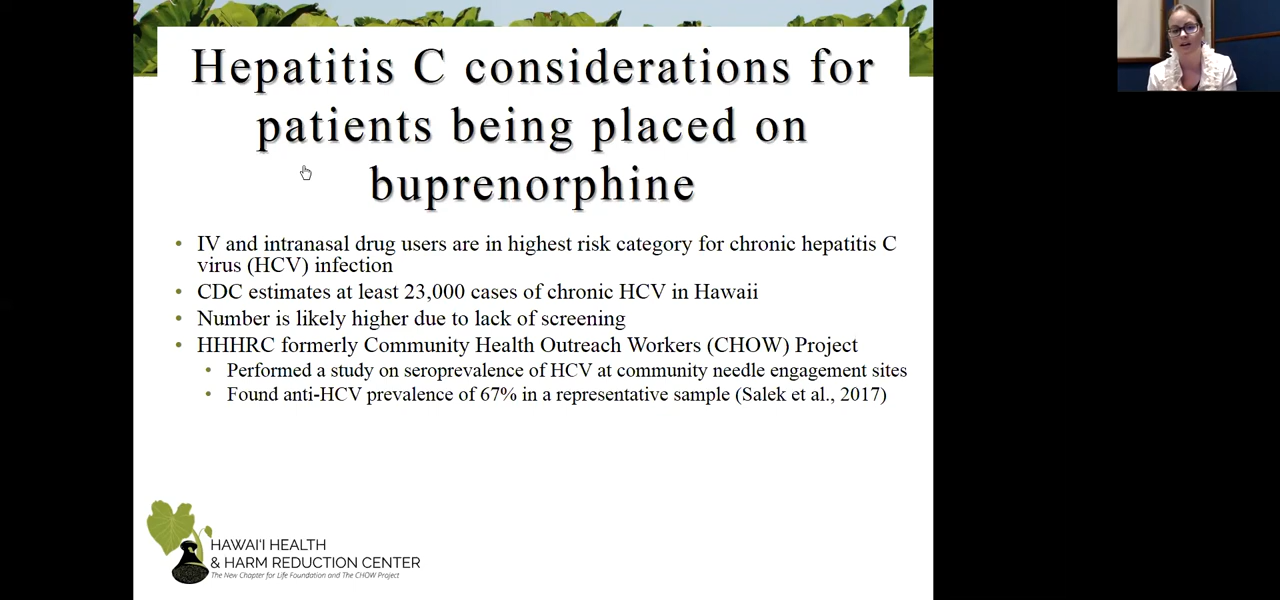 Hepatitis C considerations for
patients being placed on
buprenorphine
• IV and intranasal drug users are in highest risk category for chronic hepatitis C
virus (HCV) infection
• CDC estimates at least 23,000 cases of chronic HCV in Hawaii
• Number is likely higher due to lack of screening
• HHHRC formerly Community Health Outreach Workers (CHOW) Project
• Performed a study on seroprevalence of HCV at community needle engagement sites
• Found anti-HCV prevalence of 67% in a representative sample (Salek et al., 2017)
HAWAI'I HEALTH
& HARM REDUCTION CENTER
The New Chapter for Life Foundation and The CHOW Project